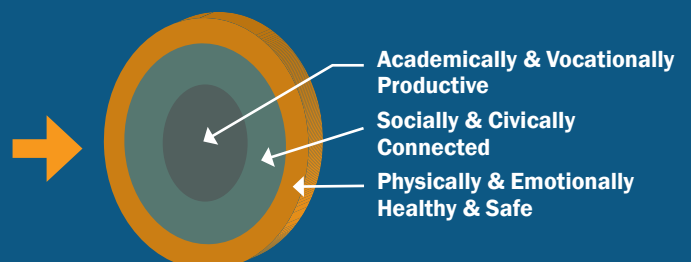 Academically & Vocationally
Productive
Socially & Civically
Connected
Physically & Emotionally
Healthy & Safe